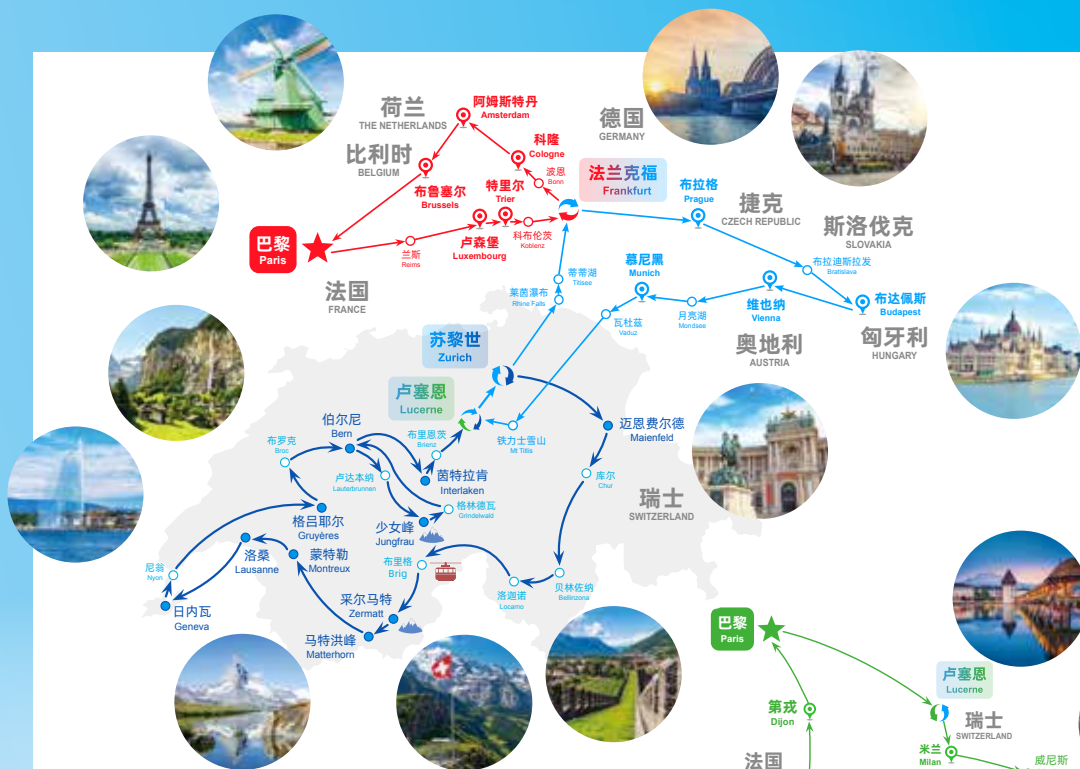 荷兰
THE NETHERLANDS
阿姆斯特丹
Amsterdam
德国
GERMANY
比利时
BELGIUM
科隆
Cologne
波恩
Bonn
法兰克福
Frankfurt
布鲁塞尔
Brussels
特里尔
Trier
布拉格
Prague
捷克
CZECH REPUBLIC
斯洛伐克
SLOVAKIA
巴黎
Paris
兰斯
Reims
卢森堡
Luxembourg
科布伦茨
Koblenz
布拉迪斯拉发
Bratislava
法国
FRANCE
蒂蒂湖
Titisee
莱茵瀑布
Rhine Falls
慕尼黑
Munich
月亮湖
Mondsee
维也纳
Vienna
布达佩斯
Budapest
瓦杜兹
Vaduz
奥地利
AUSTRIA
匈牙利
HUNGARY
苏黎世
Zurich
卢塞恩
Lucerne
伯尔尼
Bern
布里恩茨
Brienz
铁力士雪山
Mt Titlis
迈恩费尔德
Maienfeld
布罗克
Broc
卢达本纳
Lauterbrunnen
茵特拉肯
Interlaken
库尔
Chur
格林德瓦
Grindelwald
瑞士
SWITZERLAND
格吕耶尔
Gruyères
少女峰
Jungfrau
洛桑
Lausanne
蒙特勒
Montreux
布里格
Brig
尼翁
Nyon
日内瓦
Geneva
采尔马特
Zermatt
洛迦诺
Locarno
贝林佐纳
Bellinzona
马特洪峰
Matterhorn
巴黎
Paris
卢塞恩
Lucerne
第戎
Dijon
瑞士
SWITZERLAND
米兰
Milan
威尼斯
法国